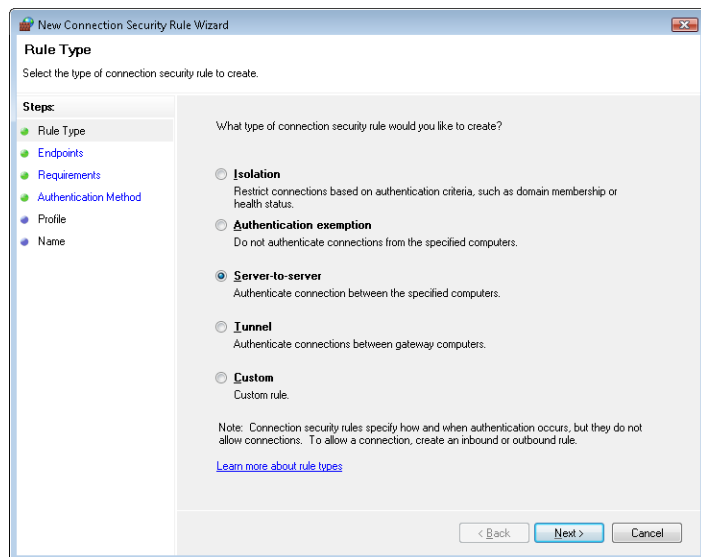 New Connection Security Rule Wizard
Rule Type
Select the type of connection security rule to create.
Steps:
Rule Type
Endpoints
Requirements
Authentication Method
Profile
Name
What type of connection security rule would you like to create?
Isolation
Restrict connections based on authentication criteria, such as domain membership or
health status.
Authentication exemption
Do not authenticate connections from the specified computers.
Server-to-server
Authenticate connection between the specified computers.
Tunnel
Authenticate connections between gateway computers.
Custom
Custom rule.
Note: Connection security rules specify how and when authentication occurs, but they do not
allow connections. To allow a connection, create an inbound or outbound rule.
Learn more about rule types
< Back
Next >
Cancel